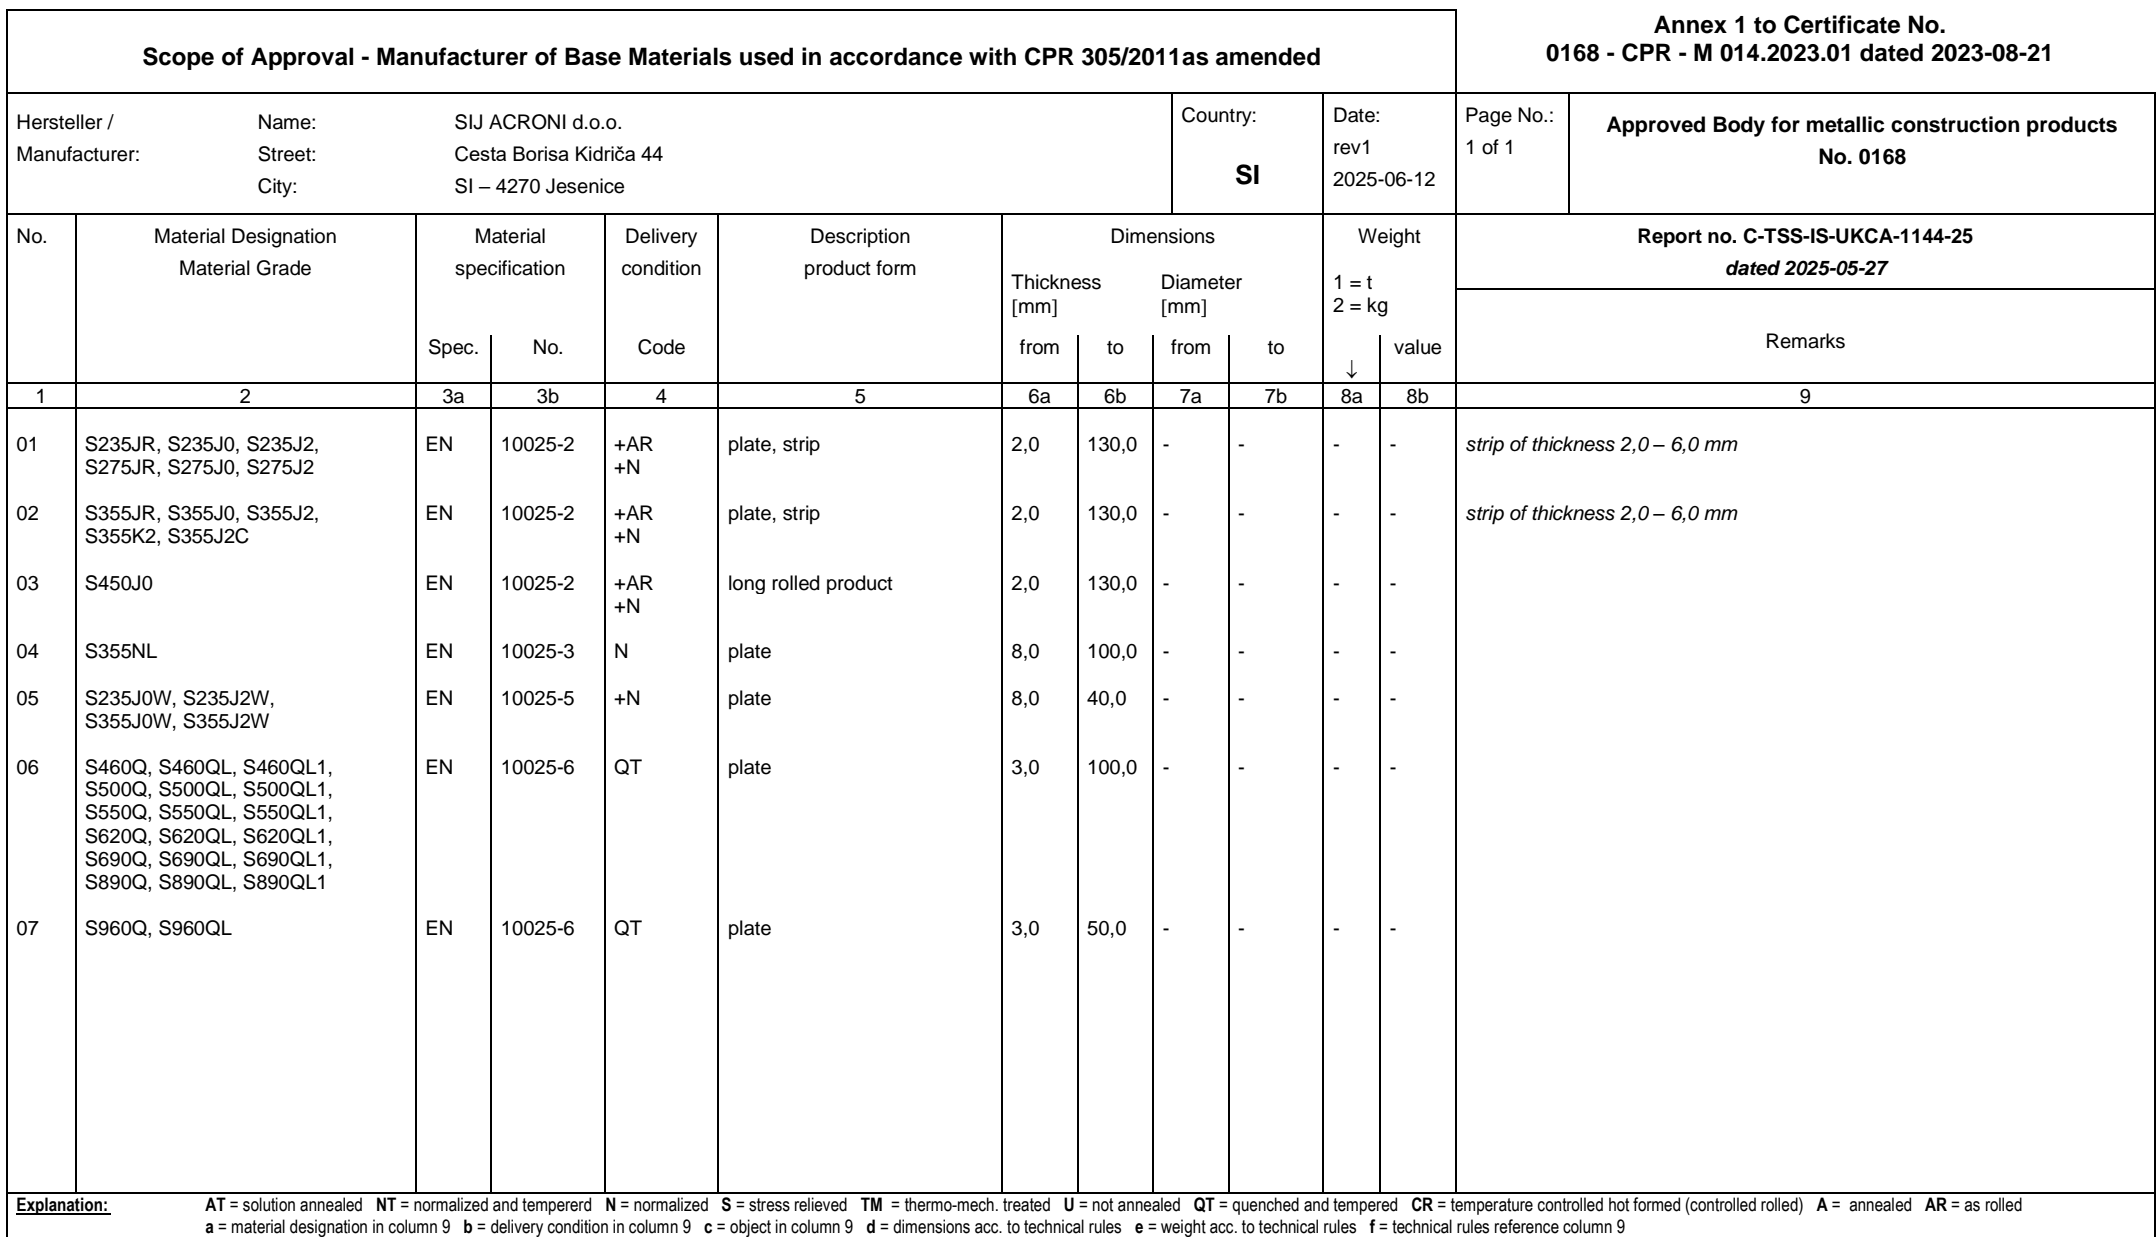 Scope of Approval - Manufacturer of Base Materials used in accordance with CPR 305/2011as amended
Annex 1 to Certificate No.
0168 - CPR - M 014.2023.01 dated 2023-08-21
Hersteller / Name: SIJ ACRONI d.o.o.
Manufacturer: Street: Cesta Borisa Kidriča 44
City: SI – 4270 Jesenice
Country:
SI
Date:
rev1
2025-06-12
Page No.:
1 of 1
Approved Body for metallic construction products
No. 0168
No.
Material Designation
Material Grade
Material
specification
Spec. No.
Delivery
condition
Code
Description
product form
Dimensions
Thickness Diameter
[mm] [mm]
from to from to
Weight
1 = t
2 = kg
↓ value
Report no. C-TSS-IS-UKCA-1144-25
dated 2025-05-27
Remarks
1 2 3a 3b 4 5 6a 6b 7a 7b 8a 8b 9
01 S235JR, S235J0, S235J2, EN 10025-2 +AR plate, strip 2,0 130,0 - - - - strip of thickness 2,0 – 6,0 mm
S275JR, S275J0, S275J2 +N
02 S355JR, S355J0, S355J2, EN 10025-2 +AR plate, strip 2,0 130,0 - - - - strip of thickness 2,0 – 6,0 mm
S355K2, S355J2C +N
03 S450J0 EN 10025-2 +AR long rolled product 2,0 130,0 - - - -
+N
04 S355NL EN 10025-3 N plate 8,0 100,0 - - - -
05 S235J0W, S235J2W, EN 10025-5 +N plate 8,0 40,0 - - - -
S355J0W, S355J2W
06 S460Q, S460QL, S460QL1, EN 10025-6 QT plate 3,0 100,0 - - - -
S500Q, S500QL, S500QL1,
S550Q, S550QL, S550QL1,
S620Q, S620QL, S620QL1,
S690Q, S690QL, S690QL1,
S890Q, S890QL, S890QL1
07 S960Q, S960QL EN 10025-6 QT plate 3,0 50,0 - - - -
Explanation: AT = solution annealed NT = normalized and tempererd N = normalized S = stress relieved TM = thermo-mech. treated U = not annealed QT = quenched and tempered CR = temperature controlled hot formed (controlled rolled) A = annealed AR = as rolled
a = material designation in column 9 b = delivery condition in column 9 c = object in column 9 d = dimensions acc. to technical rules e = weight acc. to technical rules f = technical rules reference column 9